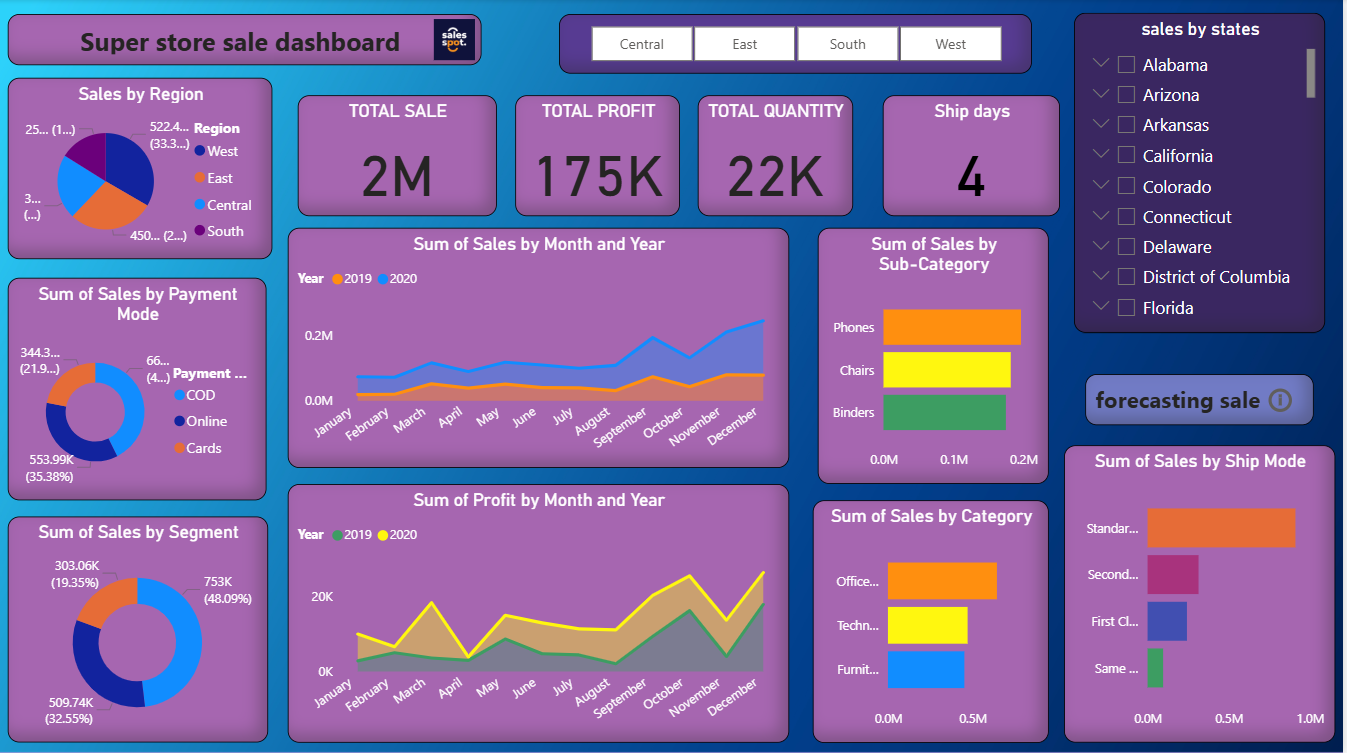 Super store sale dashboard
sales
spot.
Central
East
South
West
sales by states
Alabama
Arizona
Arkansas
California
Colorado
Connecticut
Delaware
District of Columbia
Florida
Sales by Region
25... (1...)
522.4...
(33.3...)
3...
(...)
450... (2...)
Region
West
East
Central
South
TOTAL SALE
2M
TOTAL PROFIT
175K
TOTAL QUANTITY
22K
Ship days
4
Sum of Sales by Payment
Mode
344.3...
(21.9...)
66...
(4...)
553.99K
(35.38%)
Payment ...
COD
Online
Cards
Sum of Sales by Month and Year
Year
2019
2020
0.2M
0.0M
January
February
March
April
May
June
July
August
September
October
November
December
Sum of Sales by
Sub-Category
Phones
Chairs
Binders
0.0M
0.1M
0.2M
forecasting sale
Sum of Sales by Segment
303.06K
(19.35%)
753K
(48.09%)
509.74K
(32.55%)
Sum of Profit by Month and Year
Year
2019
2020
20K
0K
January
February
March
April
May
June
July
August
September
October
November
December
Sum of Sales by Category
Office...
Techn...
Furnit...
0.0M
0.5M
Sum of Sales by Ship Mode
Standar...
Second...
First Cl...
Same ...
0.0M
0.5M
1.0M